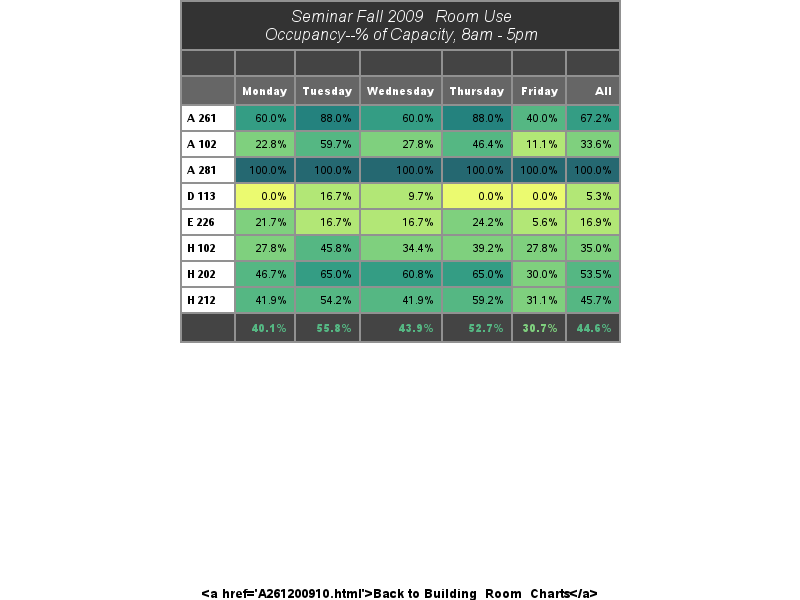 Seminar Fall 2009   Room Use
Occupancy--% of Capacity, 8am - 5pm
Monday Tuesday Wednesday Thursday Friday All
A 261 60.0% 88.0% 60.0% 88.0% 40.0% 67.2%
A 102 22.8% 59.7% 27.8% 46.4% 11.1% 33.6%
A 281 100.0% 100.0% 100.0% 100.0% 100.0% 100.0%
D 113 0.0% 16.7% 9.7% 0.0% 0.0% 5.3%
E 226 21.7% 16.7% 16.7% 24.2% 5.6% 16.9%
H 102 27.8% 45.8% 34.4% 39.2% 27.8% 35.0%
H 202 46.7% 65.0% 60.8% 65.0% 30.0% 53.5%
H 212 41.9% 54.2% 41.9% 59.2% 31.1% 45.7%
40.1% 55.8% 43.9% 52.7% 30.7% 44.6%
<a href='A261200910.html'>Back to Building  Room  Charts</a>